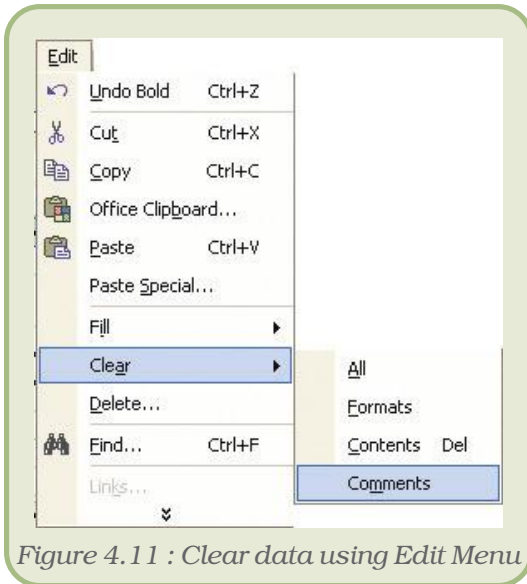 Edit
Undo Bold Ctrl+Z
Cut Ctrl+X
Copy Ctrl+C
Office Clipboard...
Paste Ctrl+V
Paste Special...
Fill
Clear
All
Delete...
Formats
Find... Ctrl+F
Contents Del
Links...
Comments
Figure 4.11 : Clear data using Edit Menu